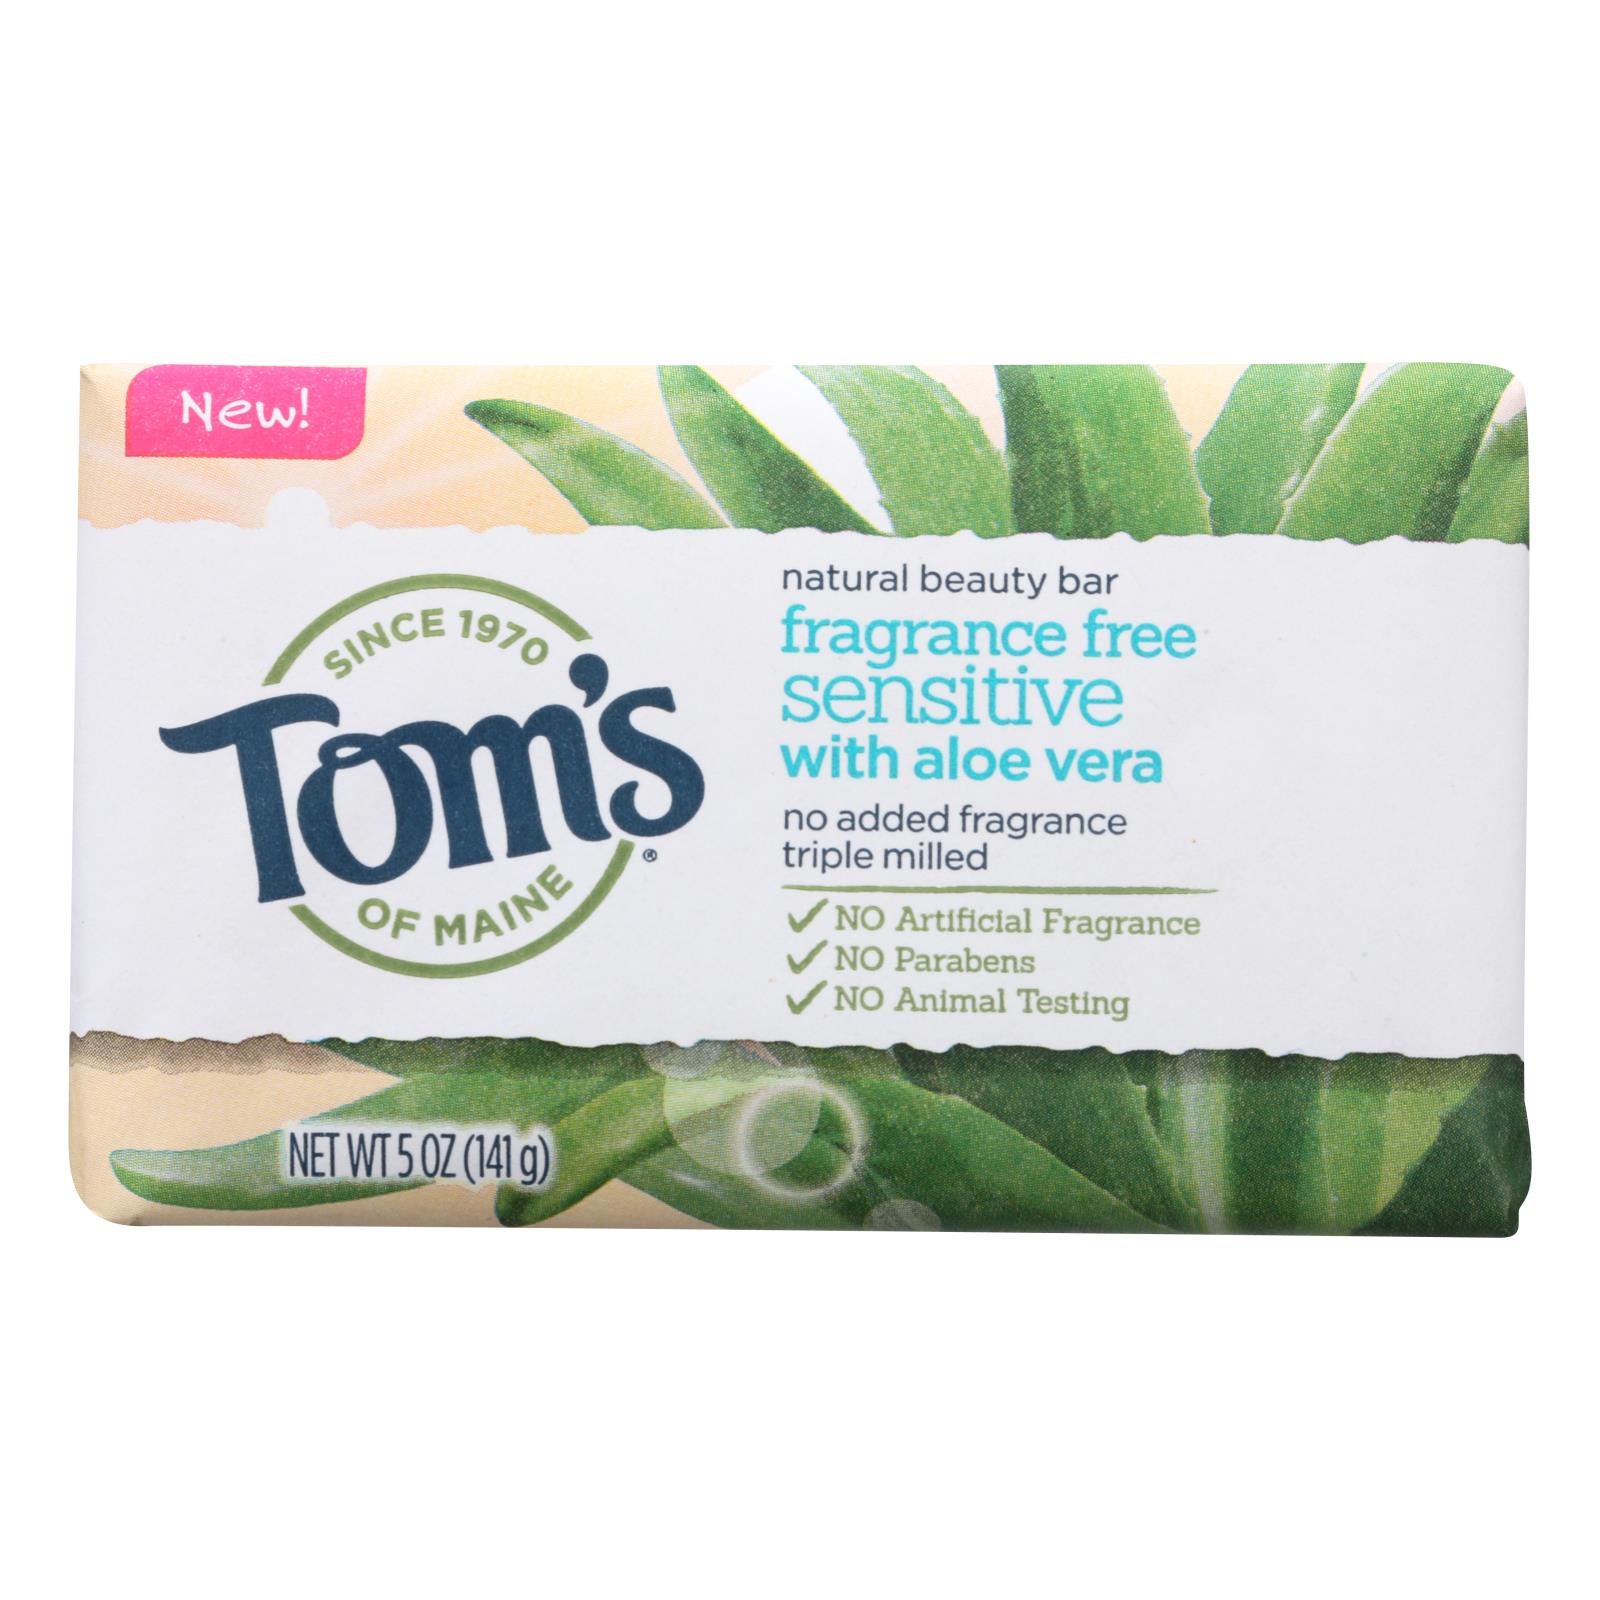 New!
SINCE 1970
Tom's
OF MAINE
®
natural beauty bar
fragrance free
sensitive
with aloe vera
no added fragrance
triple milled
NO Artificial Fragrance
NO Parabens
NO Animal Testing
NET WT 5 OZ (141 g)